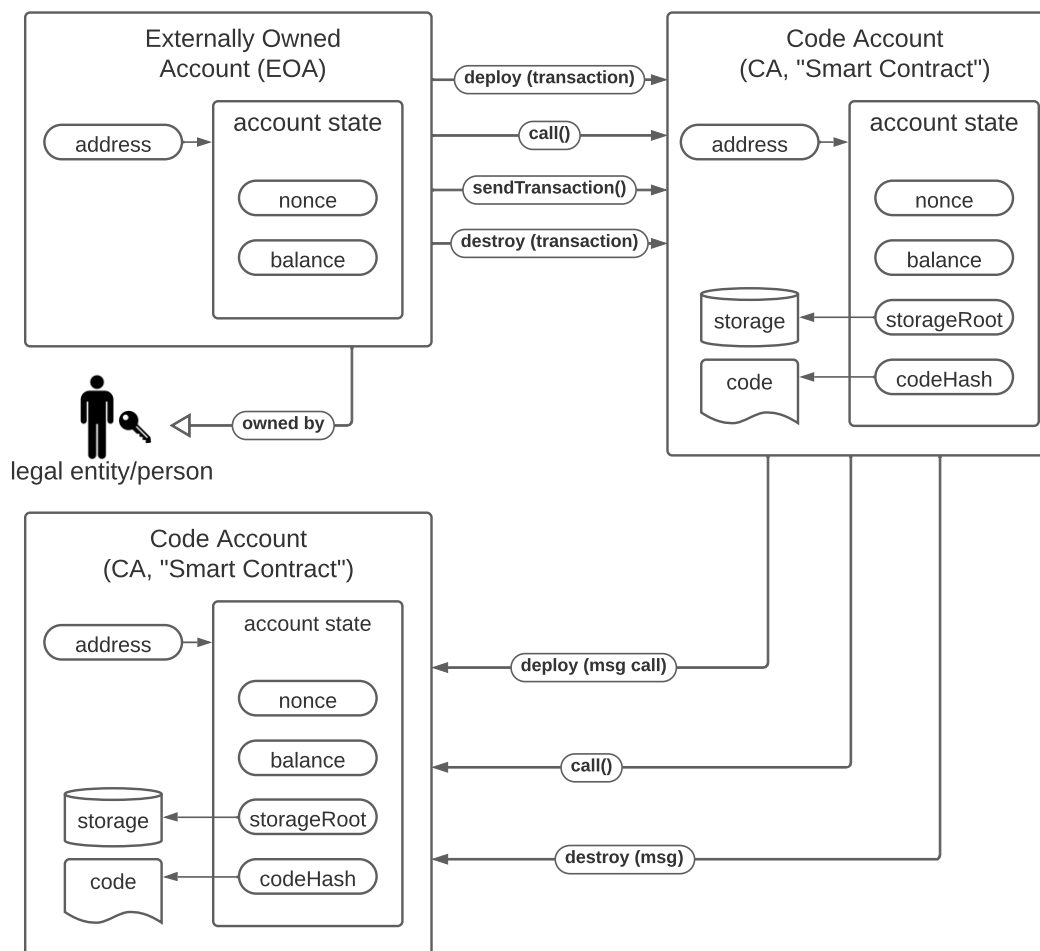 Externally Owned
Account (EOA)
address
account state
nonce
balance
deploy (transaction)
call()
sendTransaction()
destroy (transaction)
Code Account
(CA, "Smart Contract")
address
account state
nonce
balance
storageRoot
codeHash
storage
code
owned by
legal entity/person
Code Account
(CA, "Smart Contract")
address
account state
nonce
balance
storageRoot
codeHash
storage
code
deploy (msg call)
call()
destroy (msg)